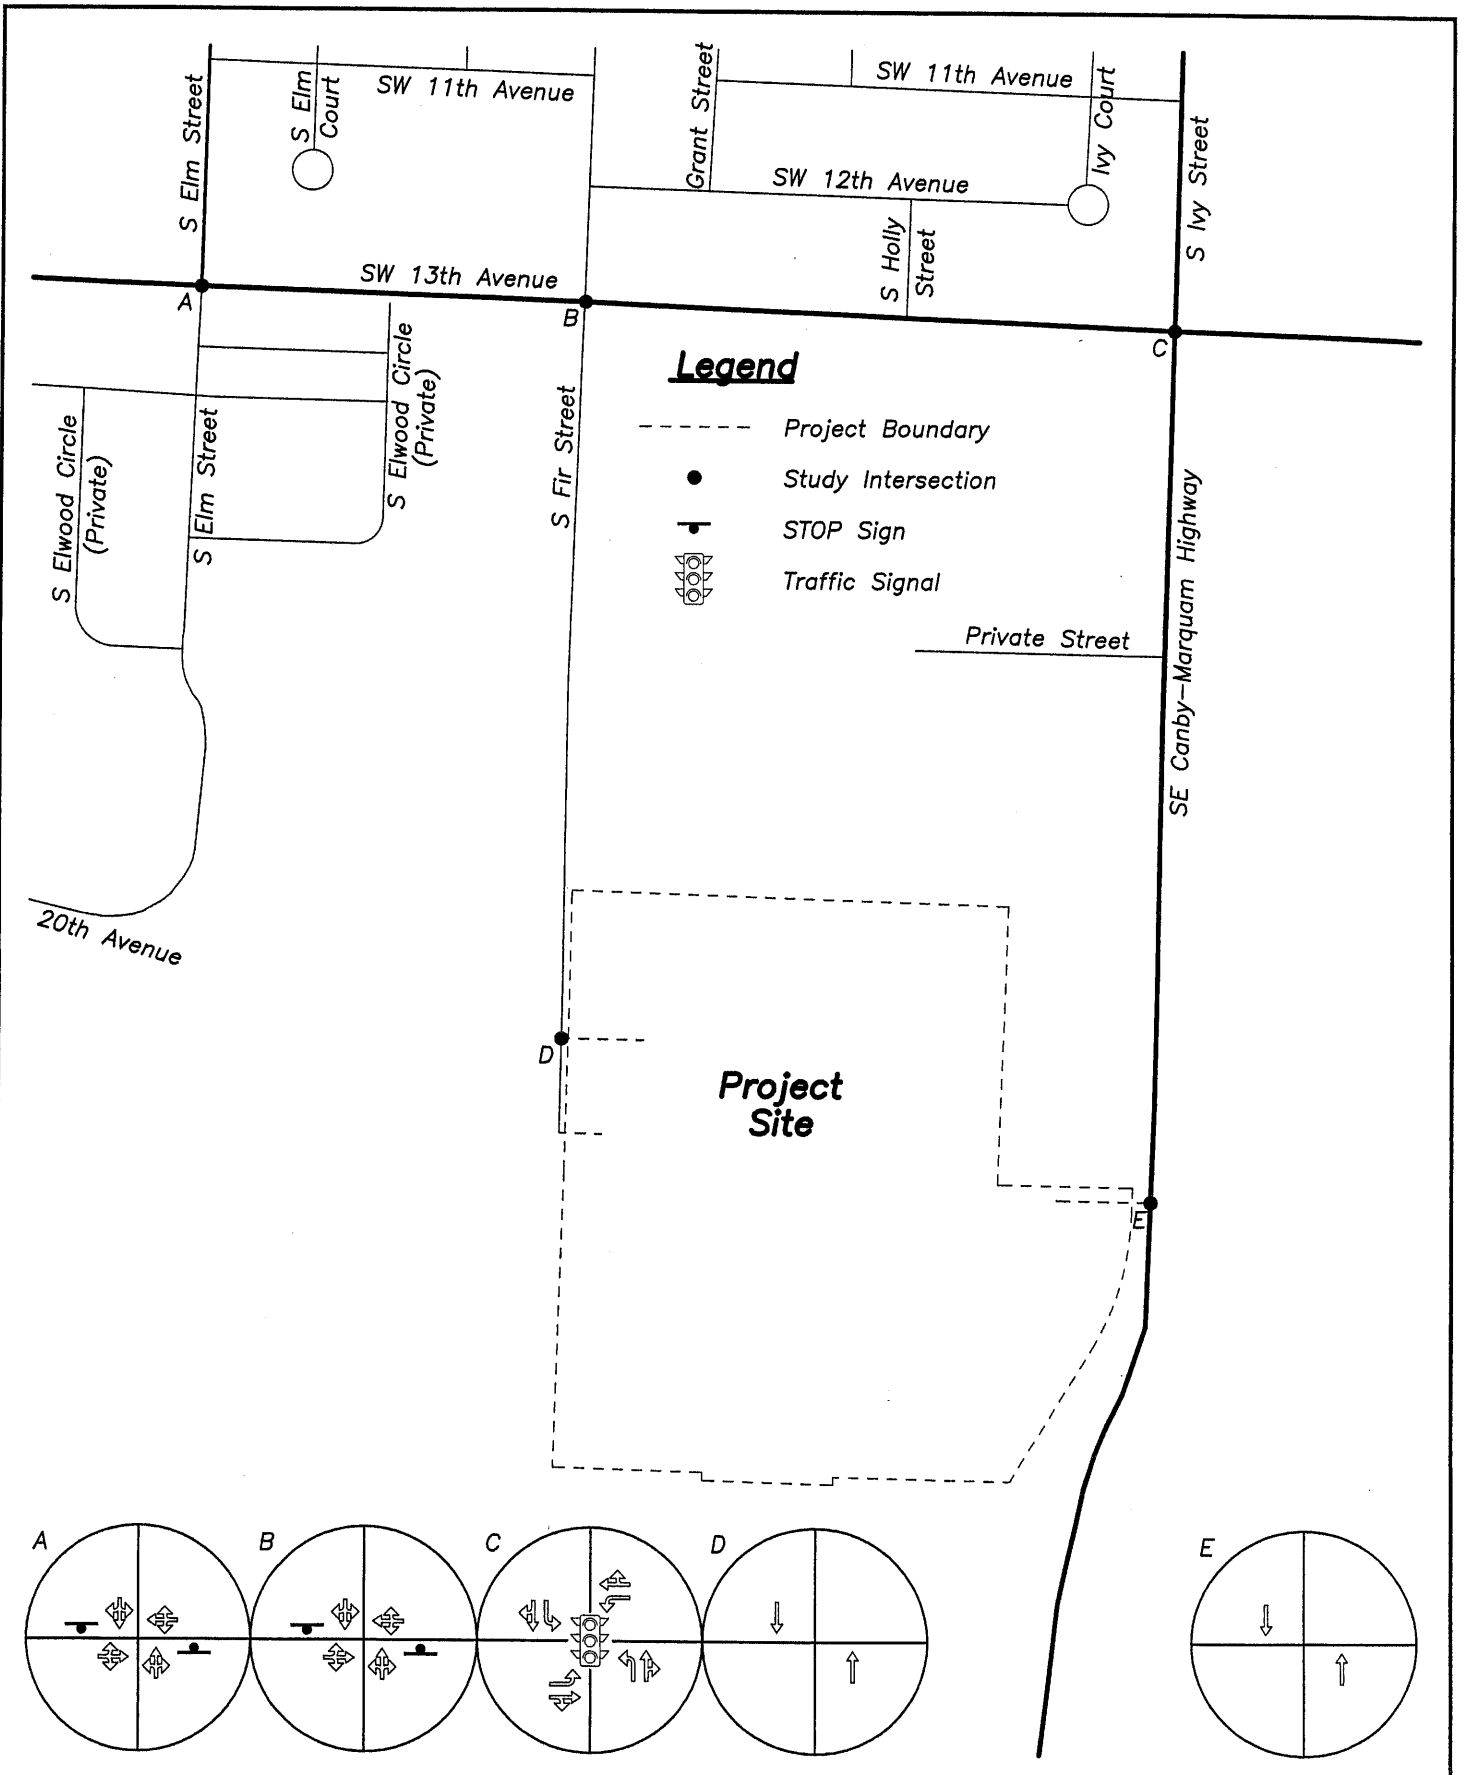 S Elm Street
S Elm
Court
SW 11th Avenue
Grant Street
SW 11th Avenue
Ivy Court
S Ivy Street
SW 12th Avenue
S Holly
Street
SW 13th Avenue
A
B
C
S Elwood Circle
(Private)
S Elm Street
S Elwood Circle
(Private)
S Fir Street
Legend
Project Boundary
Study Intersection
STOP Sign
Traffic Signal
Private Street
SE Canby-Marquam Highway
20th Avenue
D
Project
Site
E
A
B
C
D
E